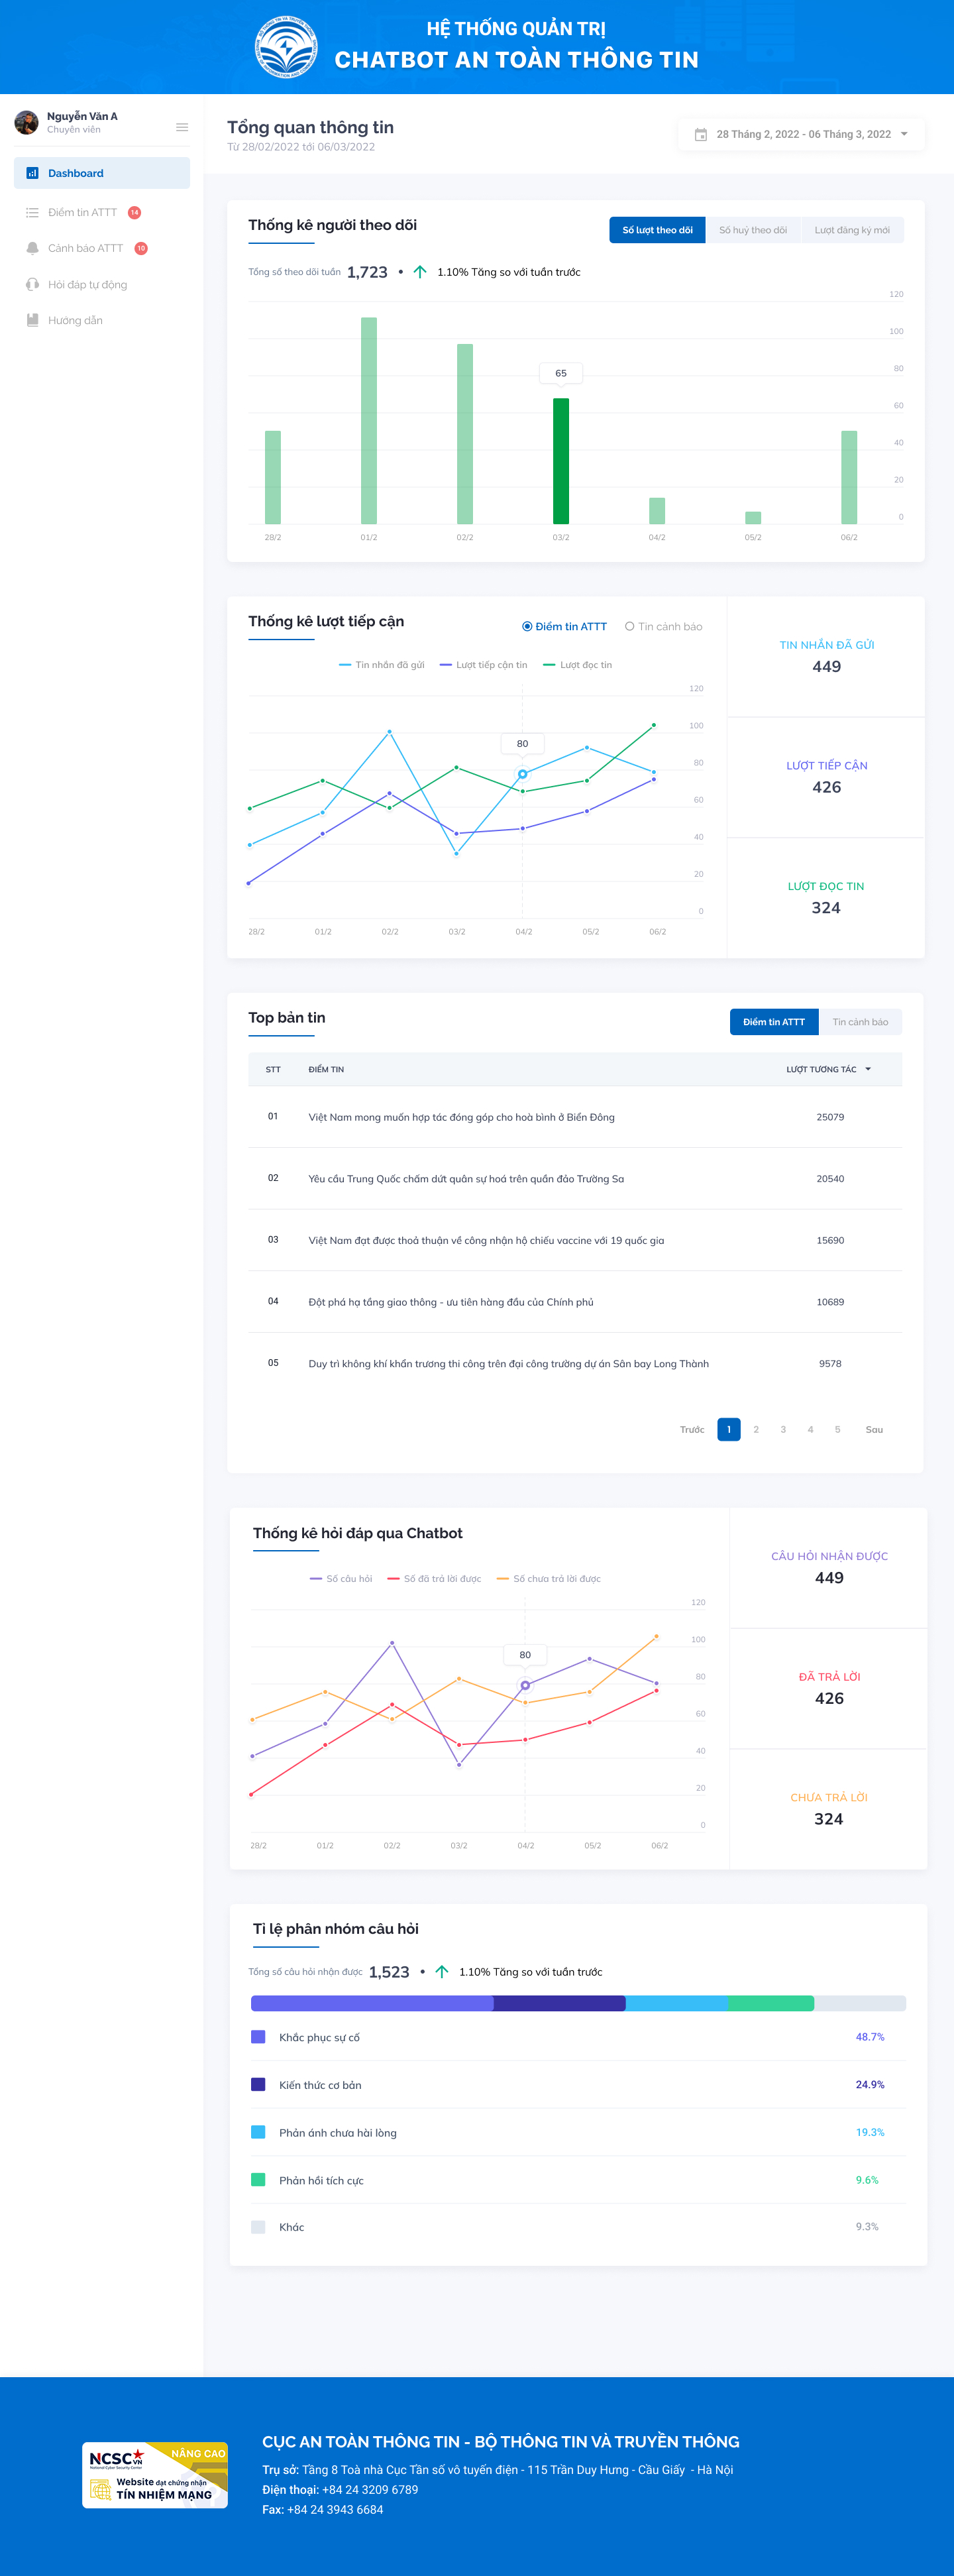 HỆ THỐNG QUẢN TRỊ
CHATBOT AN TOÀN THÔNG TIN
Nguyễn Văn A
Chuyên viên
Dashboard
Điểm tin ATTT 14
Cảnh báo ATTT 10
Hỏi đáp tự động
Hướng dẫn
Tổng quan thông tin
Từ 28/02/2022 tới 06/03/2022
28 Tháng 2, 2022 - 06 Tháng 3, 2022
Thống kê người theo dõi
Số lượt theo dõi Số huỷ theo dõi Lượt đăng ký mới
Tổng số theo dõi tuần 1,723 • 1.10% Tăng so với tuần trước
120
100
80
65
60
40
20
0
28/2 01/2 02/2 03/2 04/2 05/2 06/2
Thống kê lượt tiếp cận
Điểm tin ATTT Tin cảnh báo
Tin nhắn đã gửi Lượt tiếp cận tin Lượt đọc tin
120
100
80
80
60
40
20
0
28/2 01/2 02/2 03/2 04/2 05/2 06/2
TIN NHẮN ĐÃ GỬI
449
LƯỢT TIẾP CẬN
426
LƯỢT ĐỌC TIN
324
Top bản tin
Điểm tin ATTT Tin cảnh báo
STT ĐIỂM TIN LƯỢT TƯƠNG TÁC
01 Việt Nam mong muốn hợp tác đóng góp cho hoà bình ở Biển Đông 25079
02 Yêu cầu Trung Quốc chấm dứt quân sự hoá trên quần đảo Trường Sa 20540
03 Việt Nam đạt được thoả thuận về công nhận hộ chiếu vaccine với 19 quốc gia 15690
04 Đột phá hạ tầng giao thông - ưu tiên hàng đầu của Chính phủ 10689
05 Duy trì không khí khẩn trương thi công trên đại công trường dự án Sân bay Long Thành 9578
Trước 1 2 3 4 5 Sau
Thống kê hỏi đáp qua Chatbot
Số câu hỏi Số đã trả lời được Số chưa trả lời được
120
100
80
80
60
40
20
0
28/2 01/2 02/2 03/2 04/2 05/2 06/2
CÂU HỎI NHẬN ĐƯỢC
449
ĐÃ TRẢ LỜI
426
CHƯA TRẢ LỜI
324
Tỉ lệ phân nhóm câu hỏi
Tổng số câu hỏi nhận được 1,523 • 1.10% Tăng so với tuần trước
Khắc phục sự cố 48.7%
Kiến thức cơ bản 24.9%
Phản ánh chưa hài lòng 19.3%
Phản hồi tích cực 9.6%
Khác 9.3%
NCSC VN NÂNG CAO
National Cyber Security Center
Website đạt chứng nhận
TÍN NHIỆM MẠNG
CỤC AN TOÀN THÔNG TIN - BỘ THÔNG TIN VÀ TRUYỀN THÔNG
Trụ sở: Tầng 8 Toà nhà Cục Tần số vô tuyến điện - 115 Trần Duy Hưng - Cầu Giấy - Hà Nội
Điện thoại: +84 24 3209 6789
Fax: +84 24 3943 6684